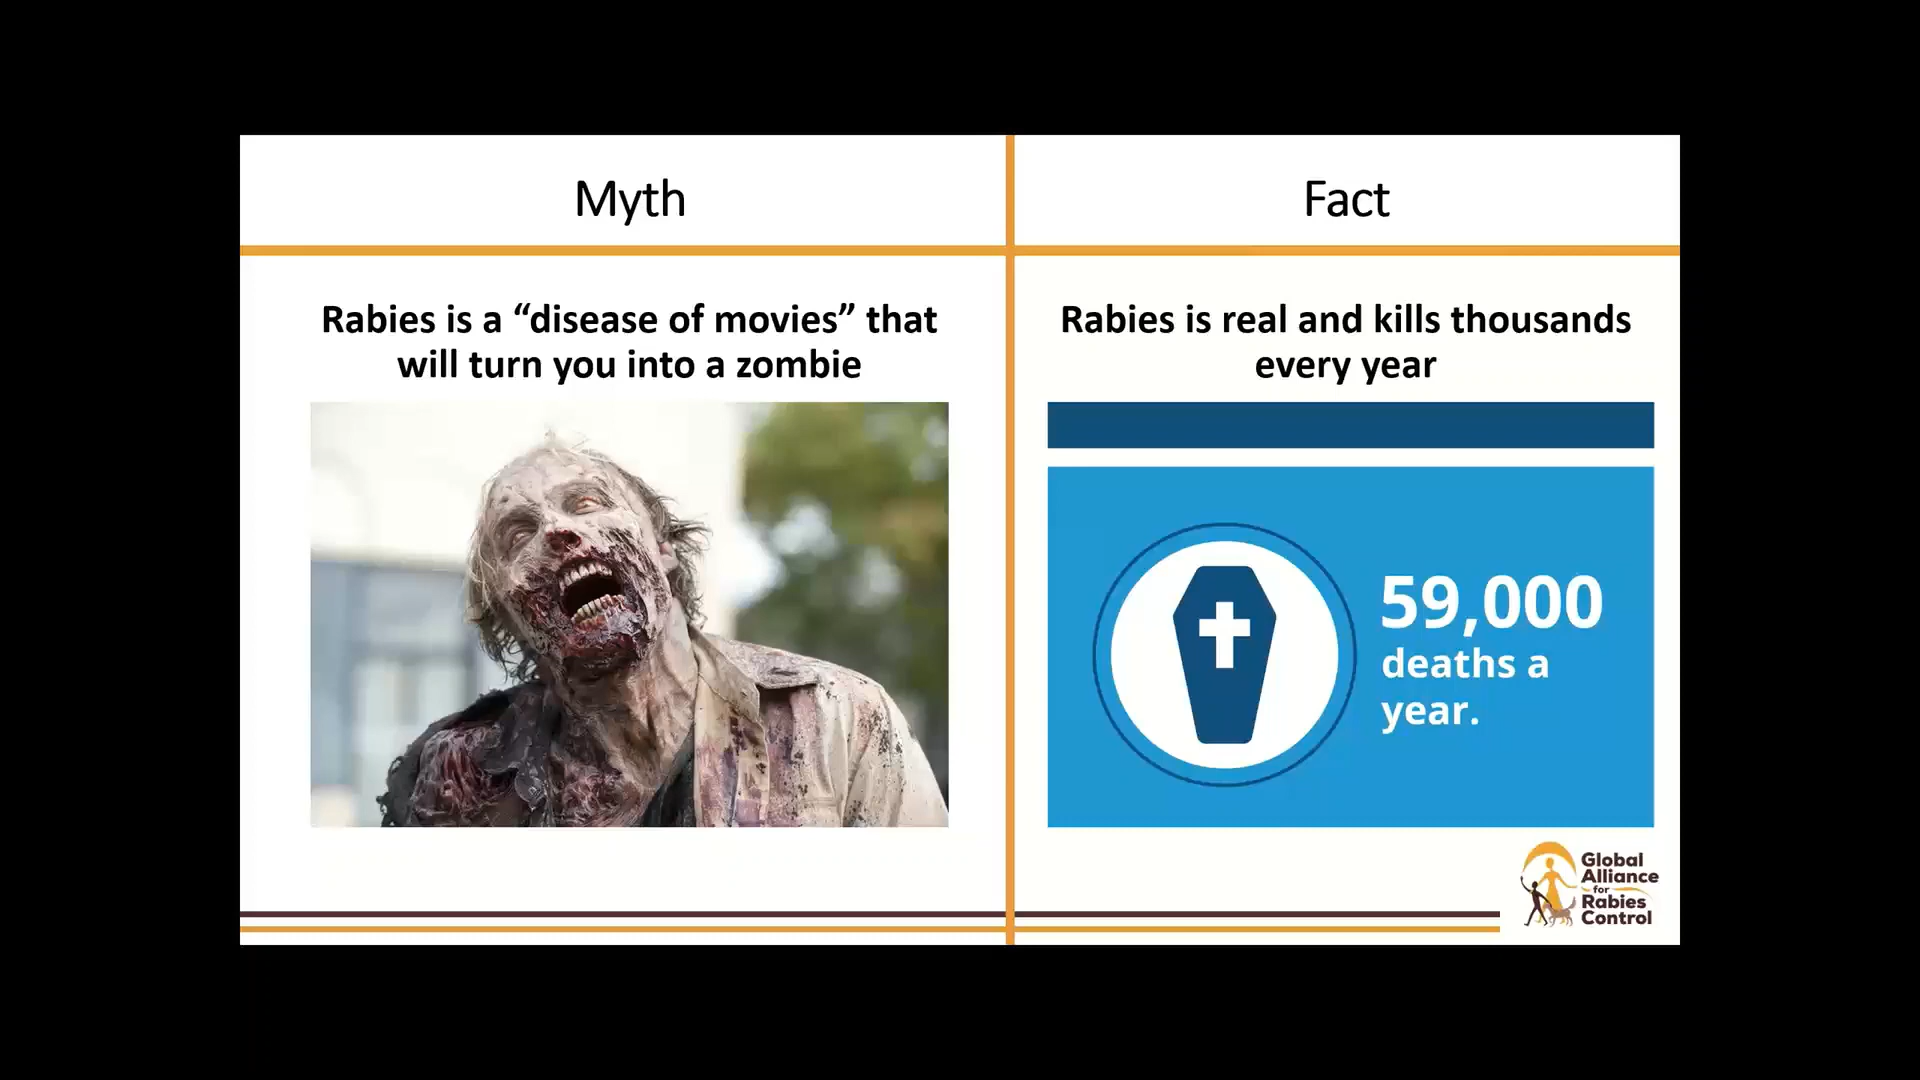 Myth
Fact
Rabies is a “disease of movies” that
will turn you into a zombie
Rabies is real and kills thousands
every year
59,000
deaths a
year.
Global
Alliance
for
Rabies
Control